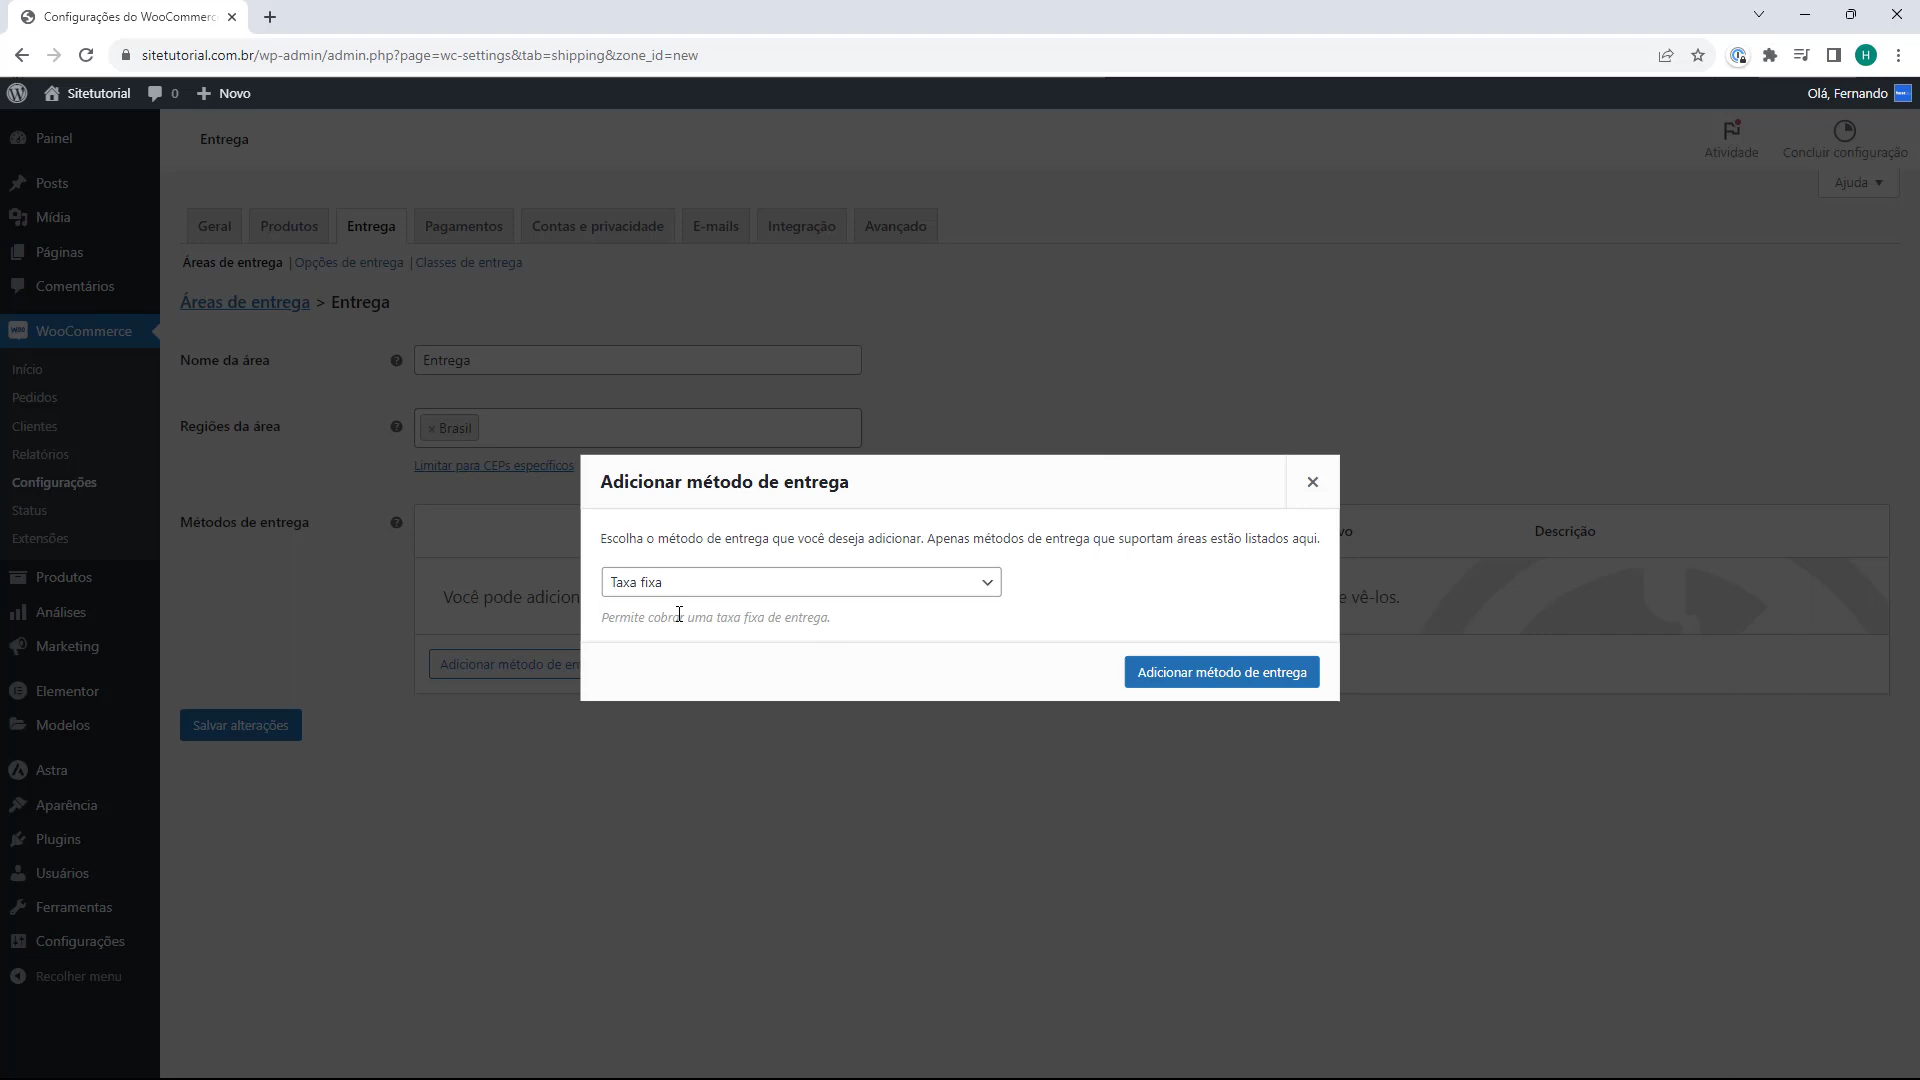 Configurações do WooCommerc
sitetutorial.com.br/wp-admin/admin.php?page=wc-settings&tab=shipping&zone_id=new
H
Sitetutorial 0 Novo
Olá, Fernando
Painel
Posts
Mídia
Páginas
Comentários
WooCommerce
Início
Pedidos
Clientes
Relatórios
Configurações
Status
Extensões
Produtos
Análises
Marketing
Elementor
Modelos
Astra
Aparência
Plugins
Usuários
Ferramentas
Configurações
Recolher menu
Entrega
Atividade
Concluir configuração
Ajuda
Geral Produtos Entrega Pagamentos Contas e privacidade E-mails Integração Avançado
Áreas de entrega | Opções de entrega | Classes de entrega
Áreas de entrega > Entrega
Nome da área Entrega
Regiões da área × Brasil
Limitar para CEPs específicos
Métodos de entrega
vo Descrição
Você pode adicion
e vê-los.
Adicionar método de en
Salvar alterações
Adicionar método de entrega
Escolha o método de entrega que você deseja adicionar. Apenas métodos de entrega que suportam áreas estão listados aqui.
Taxa fixa
Permite cobrar uma taxa fixa de entrega.
Adicionar método de entrega